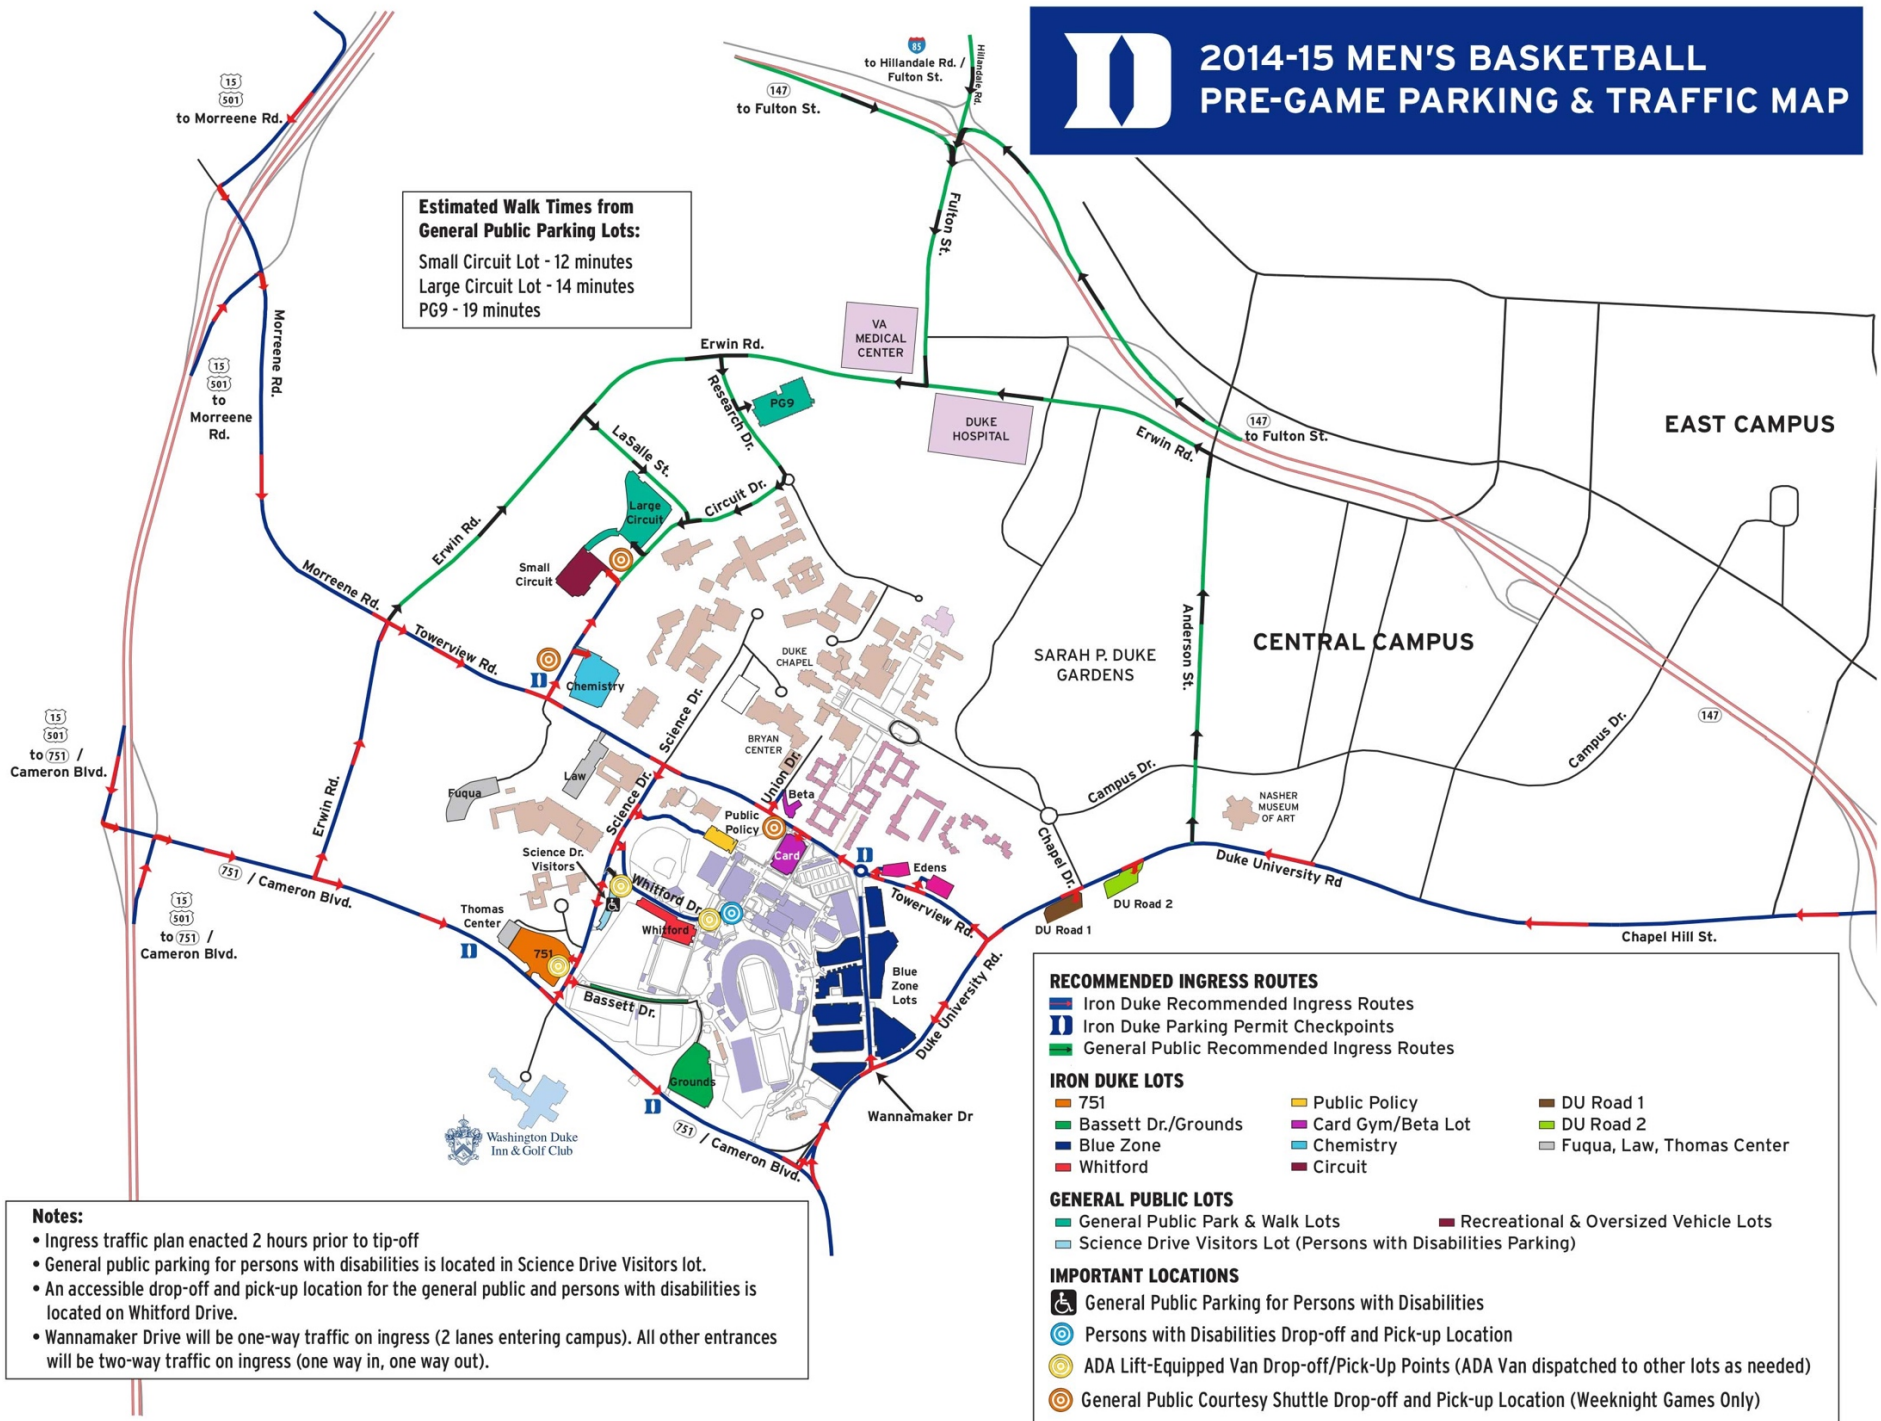 2014-15 MEN'S BASKETBALL
PRE-GAME PARKING & TRAFFIC MAP
15
501
to Morreene Rd.
85
to Hillandale Rd. /
Fulton St.
Hillandale Rd.
147
to Fulton St.
Estimated Walk Times from
General Public Parking Lots:
Small Circuit Lot - 12 minutes
Large Circuit Lot - 14 minutes
PG9 - 19 minutes
Fulton St.
Morreene Rd.
15
501
to
Morreene
Rd.
VA
MEDICAL
CENTER
Erwin Rd.
Research Dr.
PG9
DUKE
HOSPITAL
Erwin Rd.
147
to Fulton St.
EAST CAMPUS
LaSalle St.
Circuit Dr.
Large
Circuit
Erwin Rd.
Small
Circuit
Morreene Rd.
Towerview Rd.
Anderson St.
CENTRAL CAMPUS
SARAH P. DUKE
GARDENS
DUKE
CHAPEL
Chemistry
Science Dr.
BRYAN
CENTER
15
501
to 751 /
Cameron Blvd.
147
Campus Dr.
Campus Dr.
Law
Fuqua
Union Dr.
Beta
Science Dr.
Erwin Rd.
Public
Policy
Card
NASHER
MUSEUM
OF ART
Chapel Dr.
Science Dr.
Visitors
Whitford Dr.
Edens
Duke University Rd
751 / Cameron Blvd.
Towerview Rd.
DU Road 2
DU Road 1
Chapel Hill St.
15
501
to 751 /
Cameron Blvd.
Thomas
Center
Whitford
751
Blue
Zone
Lots
Bassett Dr.
Duke University Rd.
Grounds
Wannamaker Dr
751 / Cameron Blvd.
Washington Duke
Inn & Golf Club
RECOMMENDED INGRESS ROUTES
Iron Duke Recommended Ingress Routes
Iron Duke Parking Permit Checkpoints
General Public Recommended Ingress Routes
IRON DUKE LOTS
751
Bassett Dr./Grounds
Blue Zone
Whitford
Public Policy
Card Gym/Beta Lot
Chemistry
Circuit
DU Road 1
DU Road 2
Fuqua, Law, Thomas Center
GENERAL PUBLIC LOTS
General Public Park & Walk Lots
Recreational & Oversized Vehicle Lots
Science Drive Visitors Lot (Persons with Disabilities Parking)
IMPORTANT LOCATIONS
General Public Parking for Persons with Disabilities
Persons with Disabilities Drop-off and Pick-up Location
ADA Lift-Equipped Van Drop-off/Pick-Up Points (ADA Van dispatched to other lots as needed)
General Public Courtesy Shuttle Drop-off and Pick-up Location (Weeknight Games Only)
Notes:
• Ingress traffic plan enacted 2 hours prior to tip-off
• General public parking for persons with disabilities is located in Science Drive Visitors lot.
• An accessible drop-off and pick-up location for the general public and persons with disabilities is
located on Whitford Drive.
• Wannamaker Drive will be one-way traffic on ingress (2 lanes entering campus). All other entrances
will be two-way traffic on ingress (one way in, one way out).